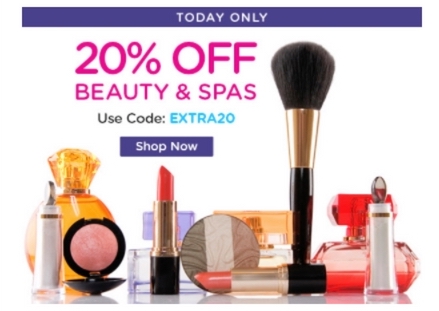 TODAY ONLY
20% OFF
BEAUTY & SPAS
Use Code: EXTRA20
Shop Now